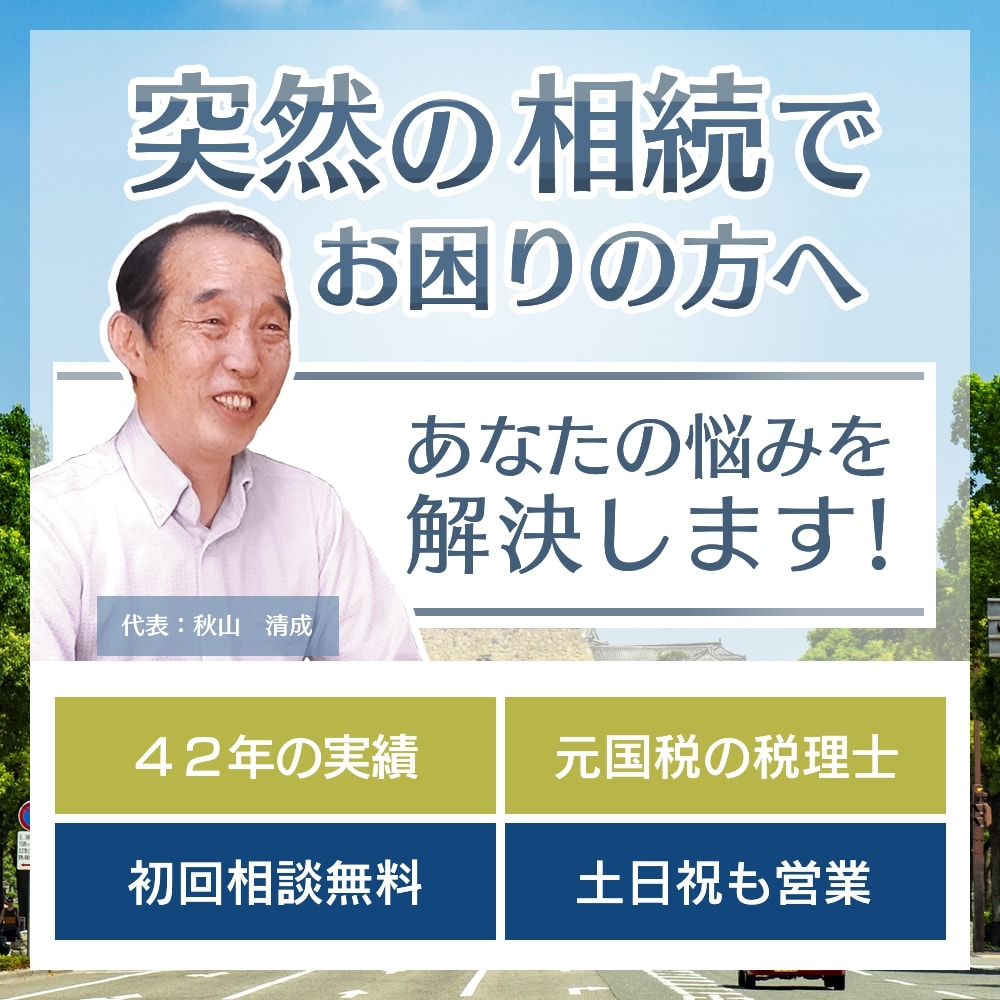 突然の相続で
お困りの方へ
あなたの悩みを
解決します!
代表：秋山　清成
４２年の実績
元国税の税理士
初回相談無料
土日祝も営業